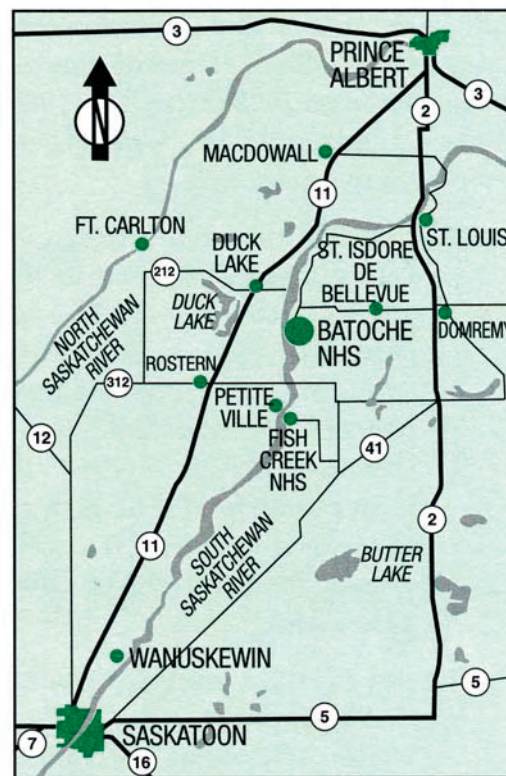 3
PRINCE
ALBERT
3
2
N
MACDOWALL
11
FT. CARLTON
DUCK
LAKE
ST. LOUIS
ST. ISDORE
DE
BELLEVUE
212
DUCK
LAKE
NORTH
SASKATCHEWAN
RIVER
BATOCHE
NHS
DOMREMY
ROSTERN
312
PETITE
VILLE
FISH
CREEK NHS
12
41
11
2
SOUTH
SASKATCHEWAN
RIVER
BUTTER
LAKE
WANUSKEWIN
5
5
7
SASKATOON
16